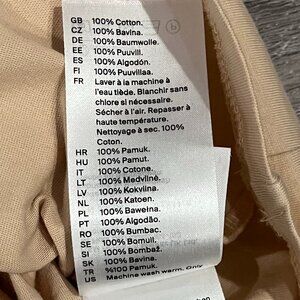 GB 100% Cotton.
CZ 100% Bavlna.
DE 100% Baumwolle.
EE 100% Puuvill.
ES 100% Algodón.
FI 100% Puuvillaa.
FR Laver à la machine à
l'eau tiède. Blanchir sans
chlore si nécessaire.
Sécher à l'air. Repasser à
haute température.
Nettoyage à sec. 100%
Coton.
HR 100% Pamuk.
HU 100% Pamut.
IT 100% Cotone.
LT 100% Medvilnė.
LV 100% Kokvilna.
NL 100% Katoen.
PL 100% Bawełna.
PT 100% Algodão.
RO 100% Bumbac.
SE 100% Bomull.
SI 100% Bombaž.
SK 100% Bavlna.
TR %100 Pamuk.
US Machine wash warm. Only